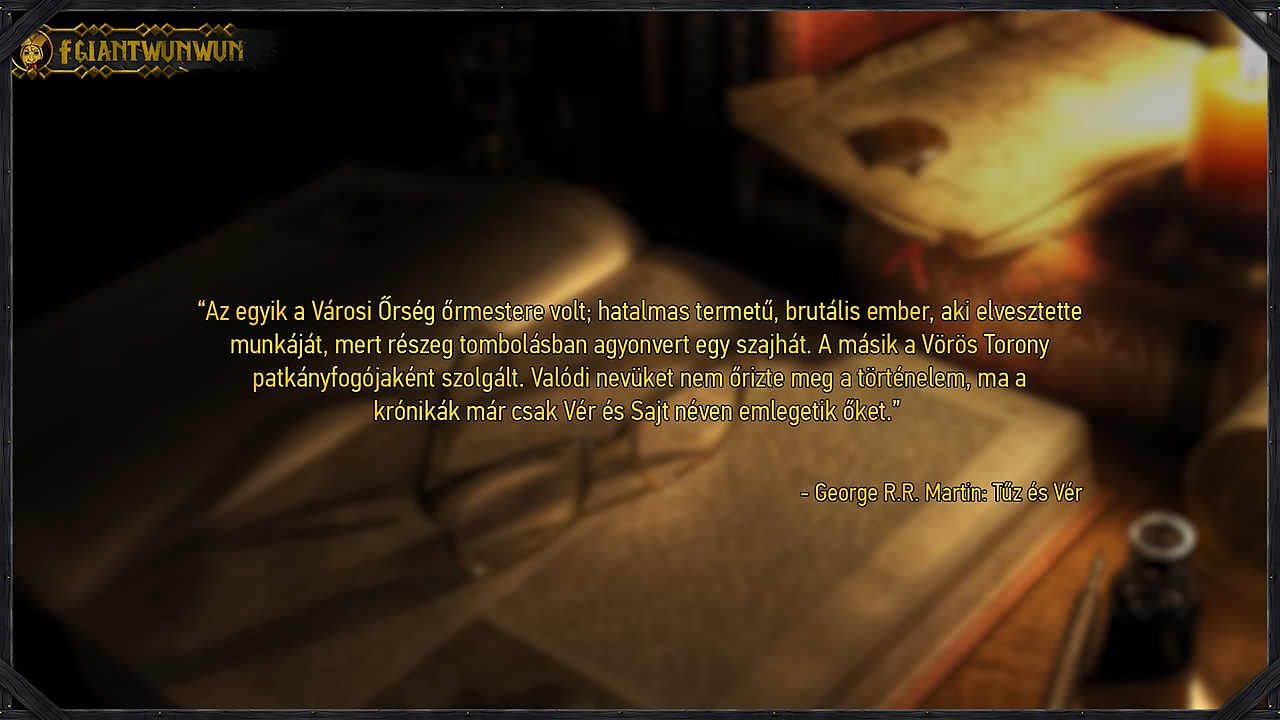 fGIANTWUNWUN
“Az egyik a Városi Őrség őrmestere volt; hatalmas termetű, brutális ember, aki elvesztette
munkáját, mert részeg tombolásban agyonvert egy szajhát. A másik a Vörös Torony
patkányfogójaként szolgált. Valódi nevüket nem őrizte meg a történelem, ma a
krónikák már csak Vér és Sajt néven emlegetik őket.”
- George R.R. Martin: Tűz és Vér